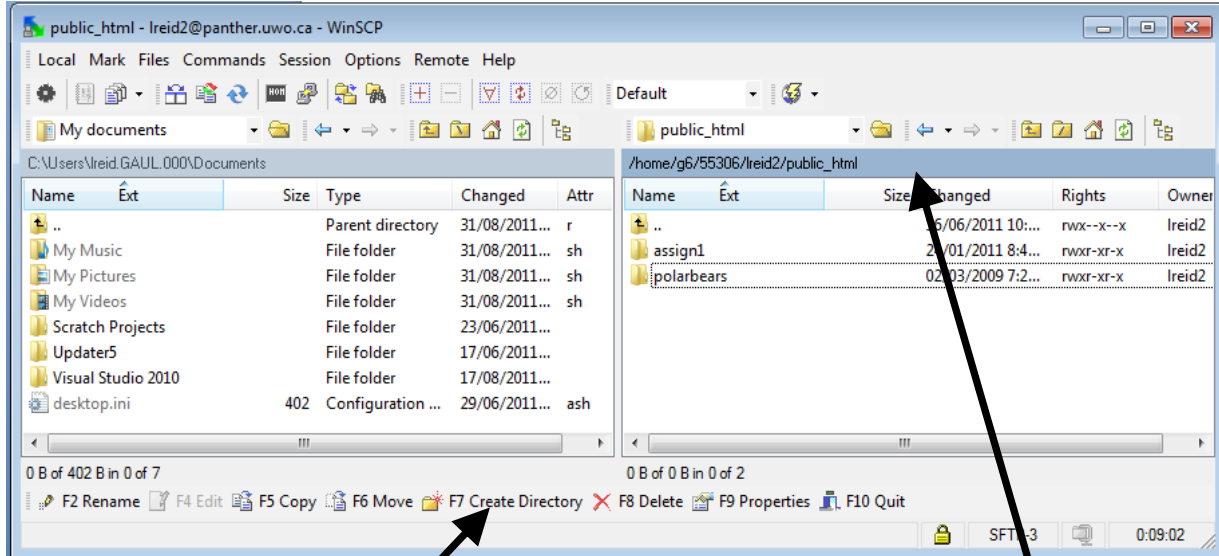 public_html - lreid2@panther.uwo.ca - WinSCP
Local Mark Files Commands Session Options Remote Help
Default
My documents
public_html
C:\Users\lreid.GAUL.000\Documents
/home/g6/55306/lreid2/public_html
Name Ext Size Type Changed Attr
Name Ext Size Changed Rights Owner
.. Parent directory 31/08/2011... r
My Music File folder 31/08/2011... sh
My Pictures File folder 31/08/2011... sh
My Videos File folder 31/08/2011... sh
Scratch Projects File folder 23/06/2011...
Updater5 File folder 17/06/2011...
Visual Studio 2010 File folder 17/08/2011...
desktop.ini 402 Configuration ... 29/06/2011... ash
.. 6/06/2011 10:... rwx--x--x lreid2
assign1 /01/2011 8:4... rwxr-xr-x lreid2
polarbears 02/03/2009 7:2... rwxr-xr-x lreid2
0 B of 402 B in 0 of 7
0 B of 0 B in 0 of 2
F2 Rename F4 Edit F5 Copy F6 Move F7 Create Directory F8 Delete F9 Properties F10 Quit
SFTP-3 0:09:02